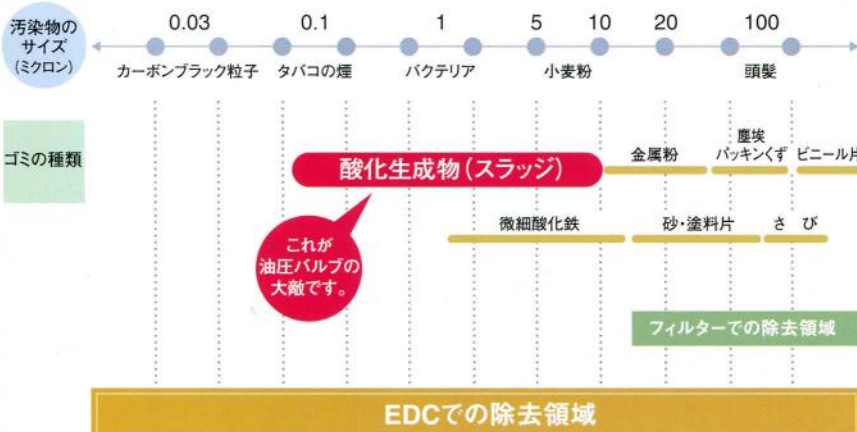 汚染物の
サイズ
(ミクロン)
0.03 0.1 1 5 10 20 100
カーボンブラック粒子 タバコの煙 バクテリア 小麦粉 頭髪
ゴミの種類
酸化生成物(スラッジ)
金属粉
塵埃
パッキンくず
ビニール片
微細酸化鉄 砂・塗料片 さ び
これが
油圧バルブの
大敵です。
フィルターでの除去領域
EDCでの除去領域